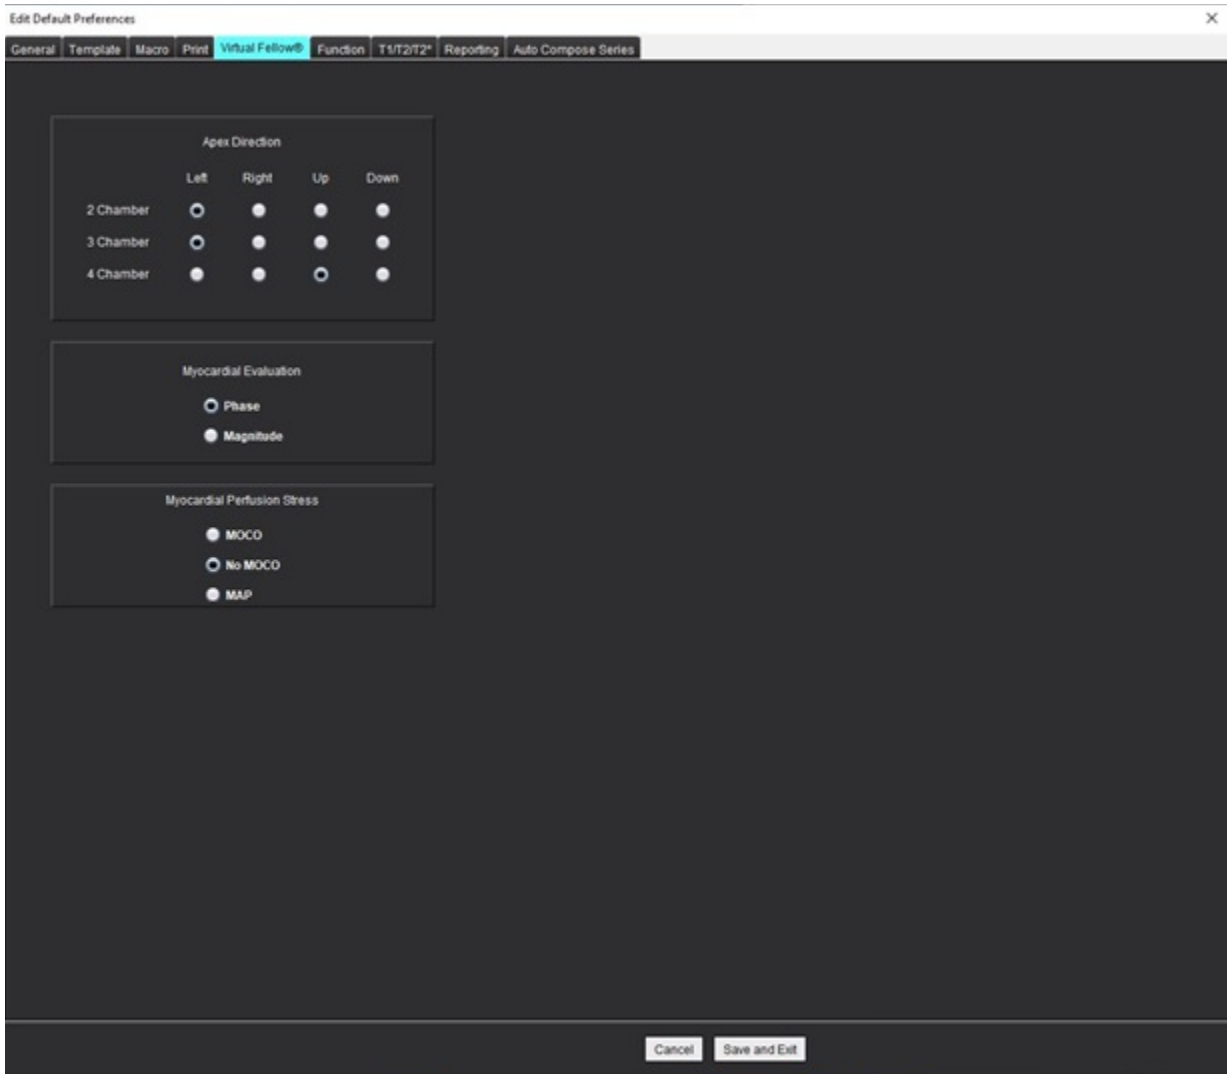 Edit Default Preferences
General Template Macro Print Virtual Fellow® Function T1/T2/T2* Reporting Auto Compose Series
Apex Direction
Left Right Up Down
2 Chamber
3 Chamber
4 Chamber
Myocardial Evaluation
Phase
Magnitude
Myocardial Perfusion Stress
MOCO
No MOCO
MAP
Cancel Save and Exit